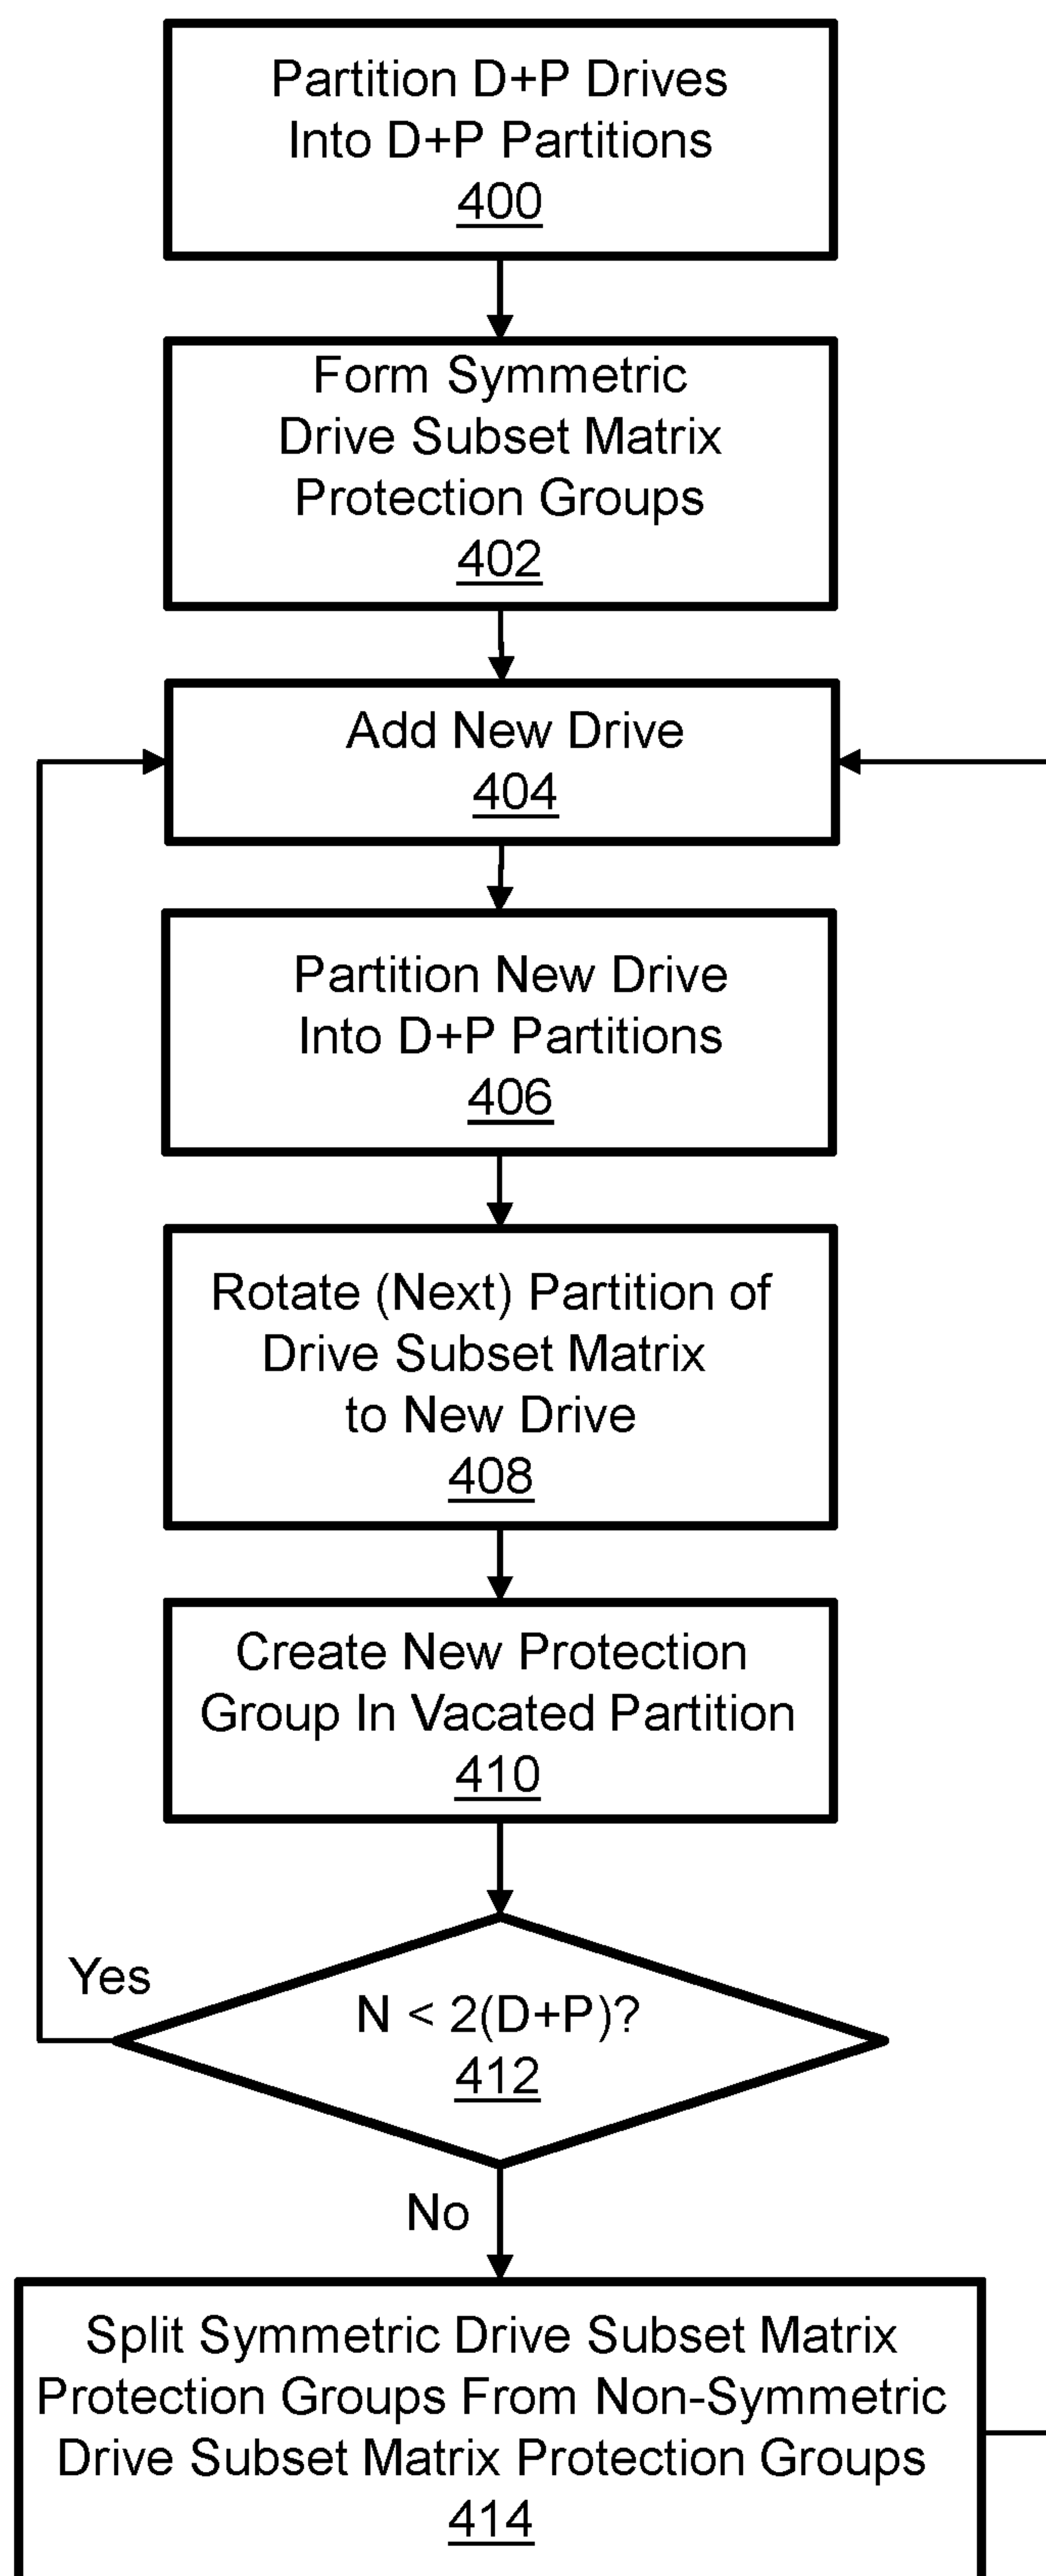 Partition D+P Drives
Into D+P Partitions
400
Form Symmetric
Drive Subset Matrix
Protection Groups
402
Add New Drive
404
Partition New Drive
Into D+P Partitions
406
Rotate (Next) Partition of
Drive Subset Matrix
to New Drive
408
Create New Protection
Group In Vacated Partition
410
Yes
N < 2(D+P)?
412
No
Split Symmetric Drive Subset Matrix
Protection Groups From Non-Symmetric
Drive Subset Matrix Protection Groups
414